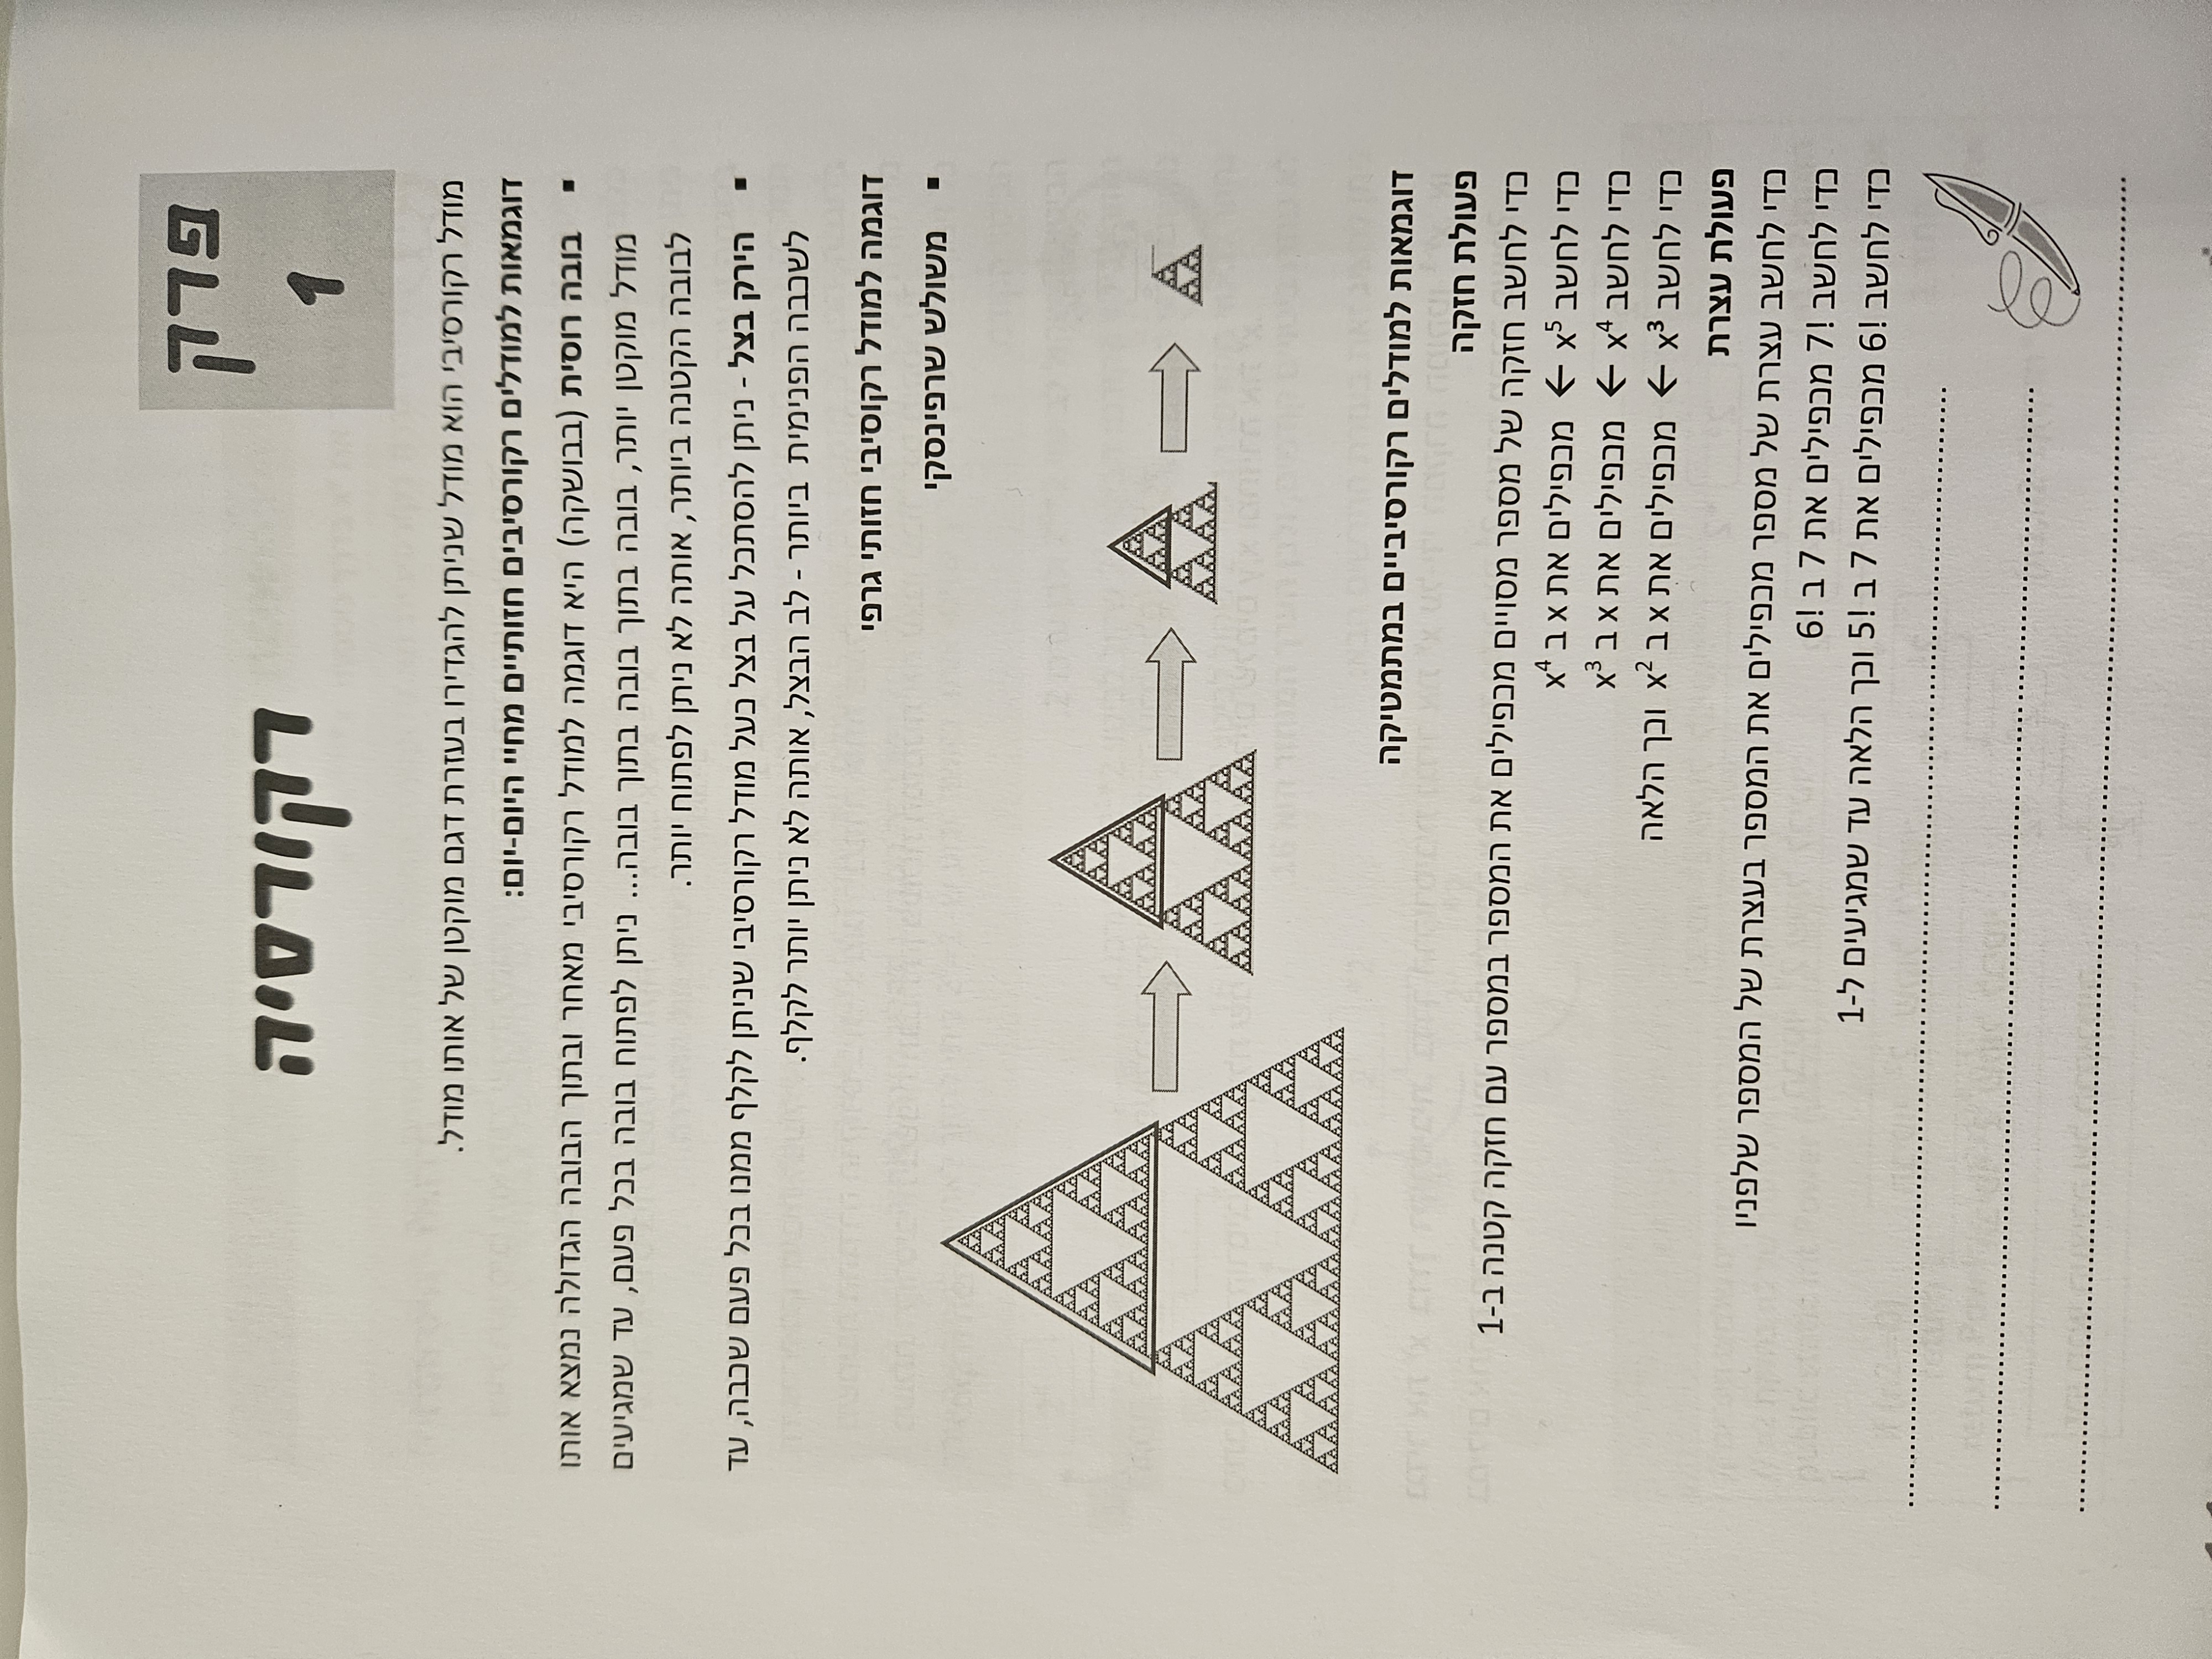 פרק
1
רקורסיה
מודל רקורסיבי הוא מודל שניתן להגדירו בעזרת דגם מוקטן של אותו מודל.
דוגמאות למודלים רקורסיבים חזותיים מחיי היום-יום:
▪ בובה רוסית (בבושקה) היא דוגמה למודל רקורסיבי מאחר ובתוך הבובה הגדולה נמצא אותו
מודל מוקטן יותר, בובה בתוך בובה בתוך בובה... ניתן לפתוח בובה בכל פעם, עד שמגיעים
לבובה הקטנה ביותר, אותה לא ניתן לפתוח יותר.
▪ הירק בצל - ניתן להסתכל על בצל כעל מודל רקורסיבי שניתן לקלף ממנו בכל פעם שכבה, עד
לשכבה הפנימית ביותר - לב הבצל, אותה לא ניתן יותר לקלף.
דוגמה למודל רקוסיבי חזותי גרפי
▪ משולש שרפינסקי
דוגמאות למודלים רקורסיביים במתמטיקה
פעולת חזקה
כדי לחשב חזקה של מספר מסויים מכפילים את המספר במספר עם חזקה קטנה ב-1
כדי לחשב x⁵ ← מכפילים את x ב x⁴
כדי לחשב x⁴ ← מכפילים את x ב x³
כדי לחשב x³ ← מכפילים את x ב x² וכך הלאה
פעולת עצרת
כדי לחשב עצרת של מספר מכפילים את המספר בעצרת של המספר שלפניו
כדי לחשב !7 מכפילים את 7 ב !6
כדי לחשב !6 מכפילים את 7 ב !5 וכך הלאה עד שמגיעים ל-1